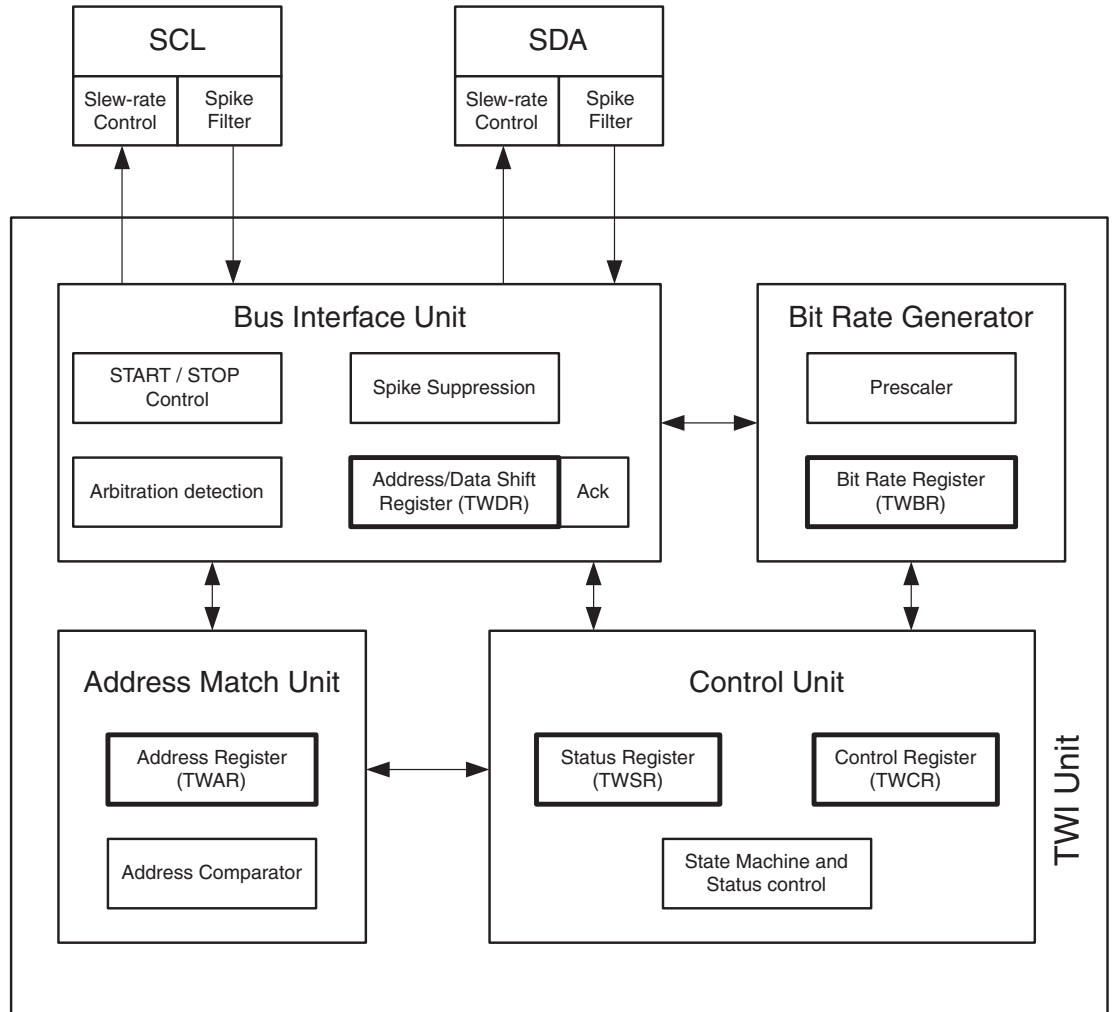 SCL
SDA
Slew-rate
Control
Spike
Filter
Slew-rate
Control
Spike
Filter
Bus Interface Unit
START / STOP
Control
Spike Suppression
Arbitration detection
Address/Data Shift
Register (TWDR)
Ack
Bit Rate Generator
Prescaler
Bit Rate Register
(TWBR)
Address Match Unit
Address Register
(TWAR)
Address Comparator
Control Unit
Status Register
(TWSR)
Control Register
(TWCR)
State Machine and
Status control
TWI Unit